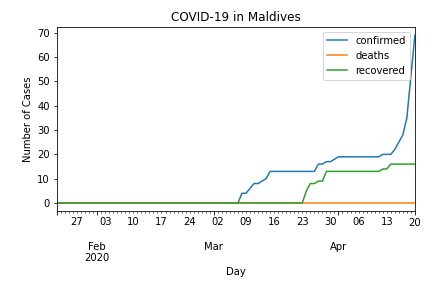 COVID-19 in Maldives
confirmed
deaths
recovered
Number of Cases
70
60
50
40
30
20
10
0
27 03 10 17 24 02 09 16 23 30 06 13 20
Feb Mar Apr
2020
Day